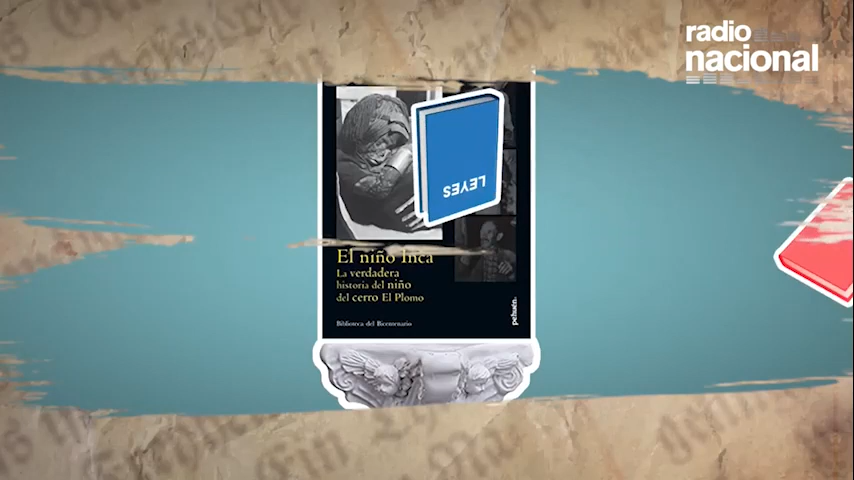 radio
nacional
LEYES
El niño Inca
La verdadera
historia del niño
del cerro El Plomo
Biblioteca del Bicentenario
pehuén.